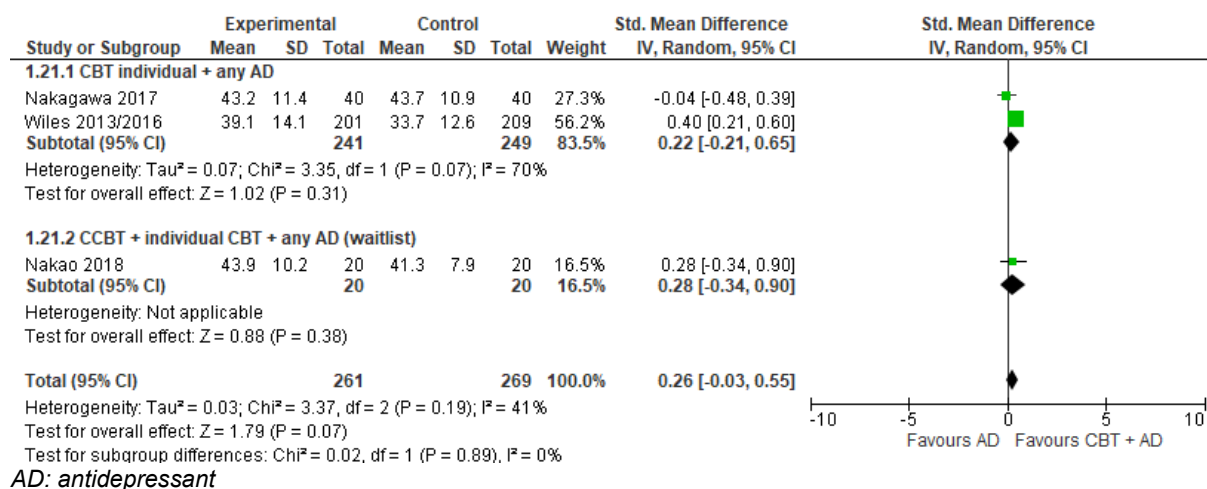 Experimental Control Std. Mean Difference Std. Mean Difference
Study or Subgroup Mean SD Total Mean SD Total Weight IV, Random, 95% CI IV, Random, 95% CI
1.21.1 CBT individual + any AD
Nakagawa 2017 43.2 11.4 40 43.7 10.9 40 27.3% -0.04 [-0.48, 0.39]
Wiles 2013/2016 39.1 14.1 201 33.7 12.6 209 56.2% 0.40 [0.21, 0.60]
Subtotal (95% CI) 241 249 83.5% 0.22 [-0.21, 0.65]
Heterogeneity: Tau² = 0.07; Chi² = 3.35, df = 1 (P = 0.07); I² = 70%
Test for overall effect: Z = 1.02 (P = 0.31)
1.21.2 CCBT + individual CBT + any AD (waitlist)
Nakao 2018 43.9 10.2 20 41.3 7.9 20 16.5% 0.28 [-0.34, 0.90]
Subtotal (95% CI) 20 20 16.5% 0.28 [-0.34, 0.90]
Heterogeneity: Not applicable
Test for overall effect: Z = 0.88 (P = 0.38)
Total (95% CI) 261 269 100.0% 0.26 [-0.03, 0.55]
Heterogeneity: Tau² = 0.03; Chi² = 3.37, df = 2 (P = 0.19); I² = 41%
Test for overall effect: Z = 1.79 (P = 0.07)
Test for subgroup differences: Chi² = 0.02, df = 1 (P = 0.89), I² = 0%
-10 -5 0 5 10
Favours AD Favours CBT + AD
AD: antidepressant